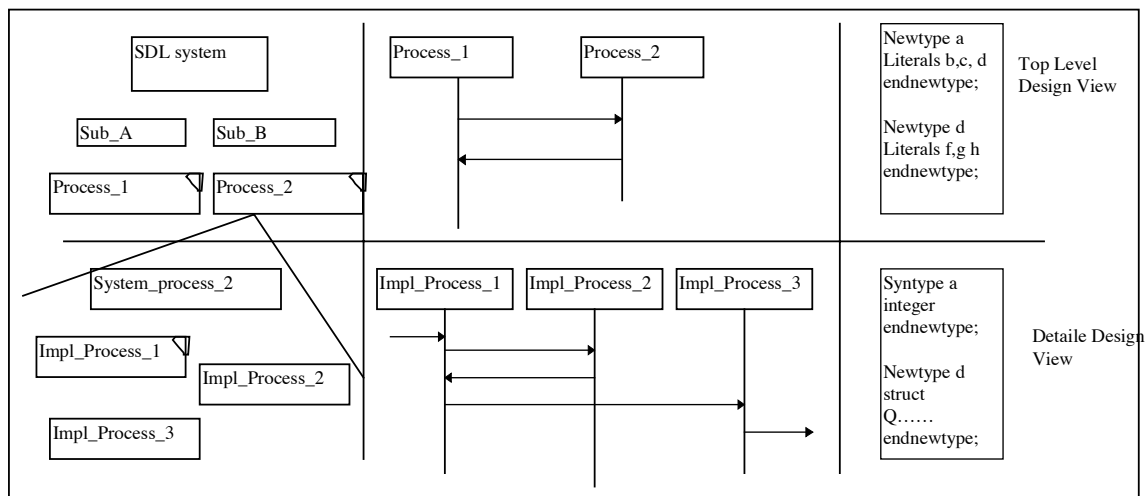 SDL system
Sub_A
Sub_B
Process_1
Process_2
Process_1
Process_2
Newtype a
Literals b,c, d
endnewtype;
Newtype d
Literals f,g h
endnewtype;
Top Level
Design View
System_process_2
Impl_Process_1
Impl_Process_2
Impl_Process_3
Impl_Process_1
Impl_Process_2
Impl_Process_3
Syntype a
integer
endnewtype;
Newtype d
struct
Q……
endnewtype;
Detaile Design
View